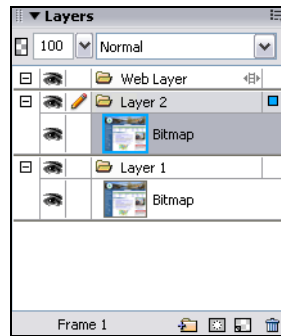 Layers
100 Normal
Web Layer
Layer 2
Bitmap
Layer 1
Bitmap
Frame 1